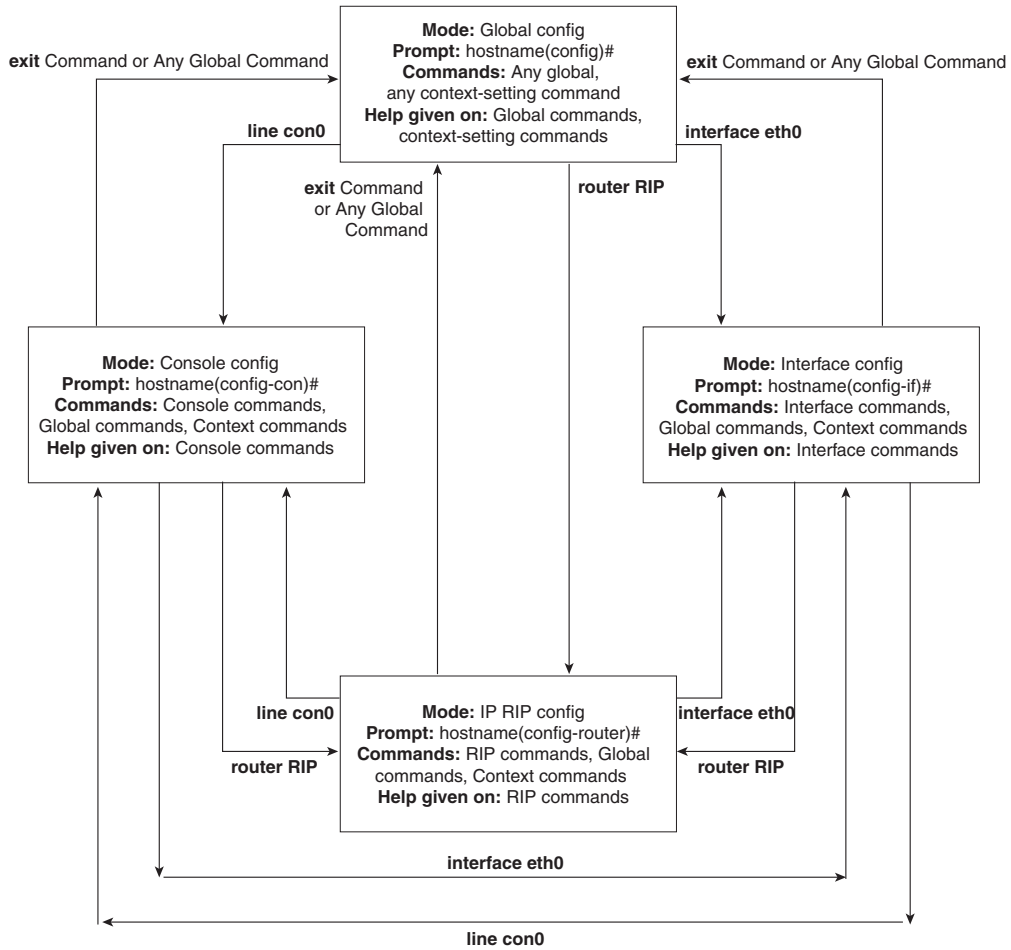 Mode: Global config
Prompt: hostname(config)#
Commands: Any global,
any context-setting command
Help given on: Global commands,
context-setting commands
exit Command or Any Global Command
exit Command or Any Global Command
line con0
interface eth0
exit Command
or Any Global
Command
router RIP
Mode: Console config
Prompt: hostname(config-con)#
Commands: Console commands,
Global commands, Context commands
Help given on: Console commands
Mode: Interface config
Prompt: hostname(config-if)#
Commands: Interface commands,
Global commands, Context commands
Help given on: Interface commands
line con0
interface eth0
Mode: IP RIP config
Prompt: hostname(config-router)#
Commands: RIP commands, Global
commands, Context commands
Help given on: RIP commands
router RIP
router RIP
interface eth0
line con0